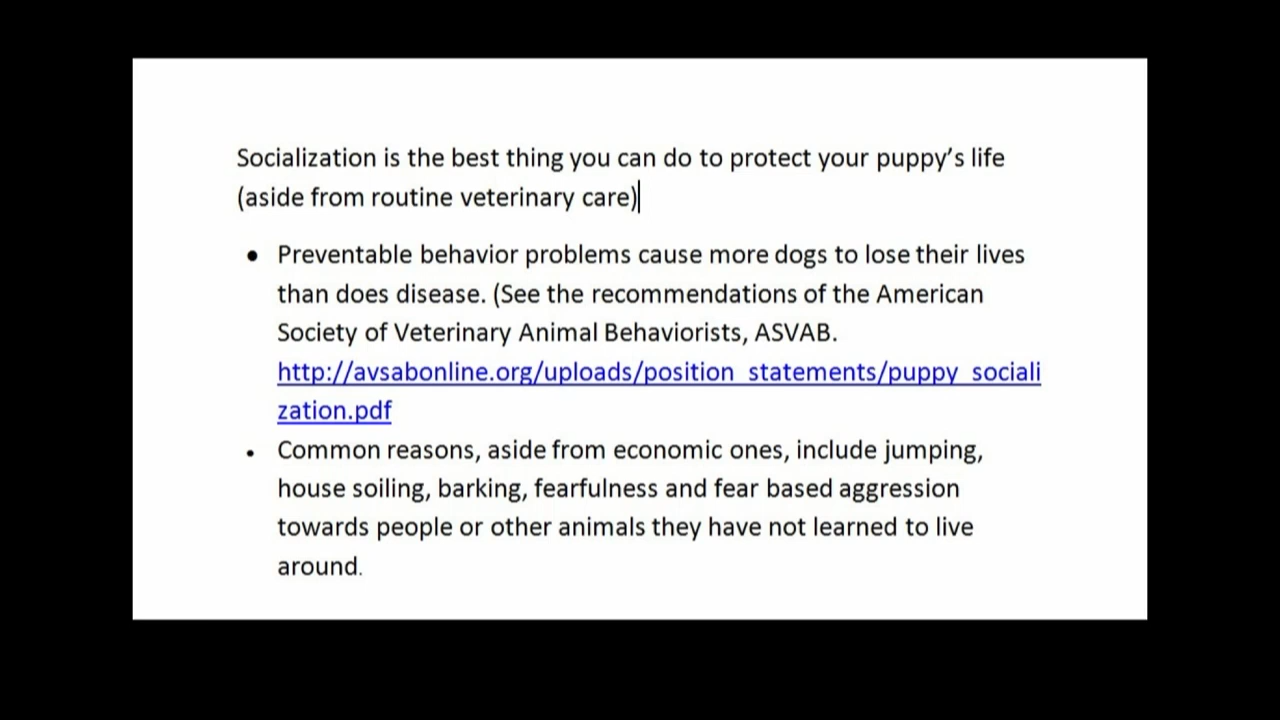 Socialization is the best thing you can do to protect your puppy’s life
(aside from routine veterinary care)
• Preventable behavior problems cause more dogs to lose their lives
than does disease. (See the recommendations of the American
Society of Veterinary Animal Behaviorists, ASVAB.
http://avsabonline.org/uploads/position_statements/puppy_sociali
zation.pdf
• Common reasons, aside from economic ones, include jumping,
house soiling, barking, fearfulness and fear based aggression
towards people or other animals they have not learned to live
around.